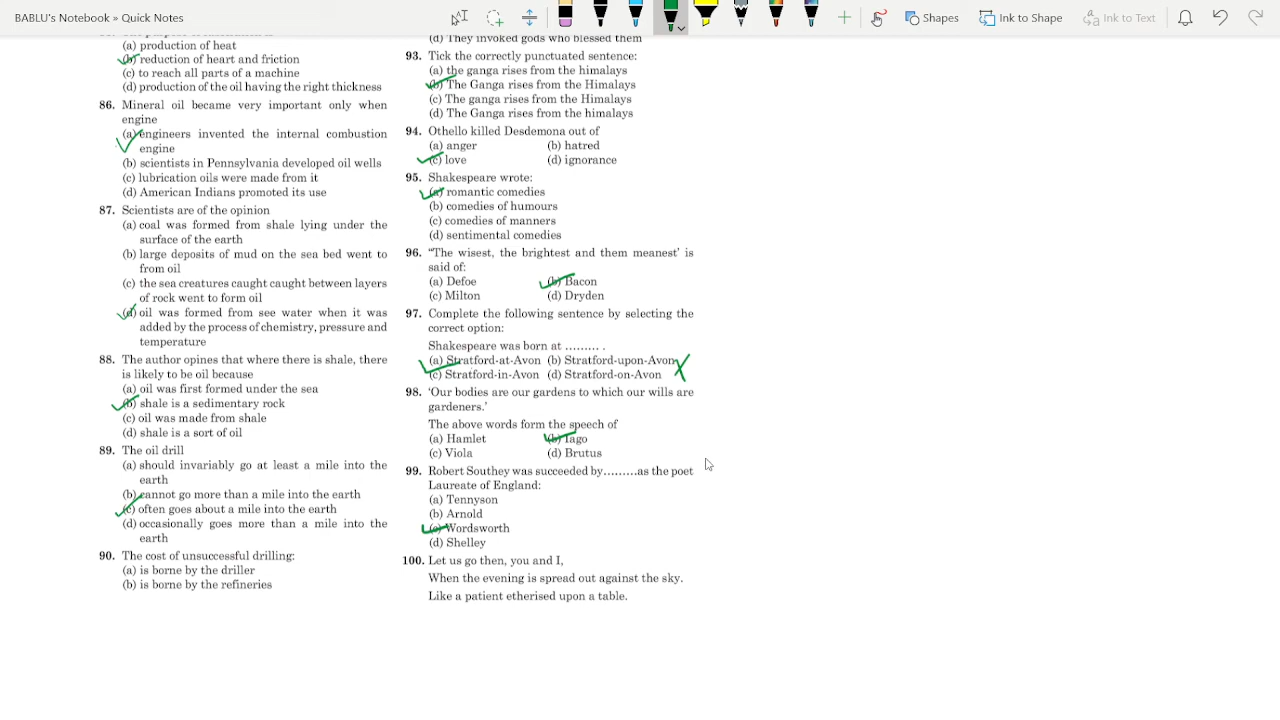 BABLU's Notebook » Quick Notes
Shapes
Ink to Shape
Ink to Text
(a) production of heat
(b) reduction of heart and friction
(c) to reach all parts of a machine
(d) production of the oil having the right thickness
86. Mineral oil became very important only when
engine
(a) engineers invented the internal combustion
engine
(b) scientists in Pennsylvania developed oil wells
(c) lubrication oils were made from it
(d) American Indians promoted its use
87. Scientists are of the opinion
(a) coal was formed from shale lying under the
surface of the earth
(b) large deposits of mud on the sea bed went to
from oil
(c) the sea creatures caught caught between layers
of rock went to form oil
(d) oil was formed from see water when it was
added by the process of chemistry, pressure and
temperature
88. The author opines that where there is shale, there
is likely to be oil because
(a) oil was first formed under the sea
(b) shale is a sedimentary rock
(c) oil was made from shale
(d) shale is a sort of oil
89. The oil drill
(a) should invariably go at least a mile into the
earth
(b) cannot go more than a mile into the earth
(c) often goes about a mile into the earth
(d) occasionally goes more than a mile into the
earth
90. The cost of unsuccessful drilling:
(a) is borne by the driller
(b) is borne by the refineries
(d) They invoked gods who blessed them
93. Tick the correctly punctuated sentence:
(a) the ganga rises from the himalays
(b) The Ganga rises from the Himalays
(c) The ganga rises from the Himalays
(d) The Ganga rises from the himalays
94. Othello killed Desdemona out of
(a) anger (b) hatred
(c) love (d) ignorance
95. Shakespeare wrote:
(a) romantic comedies
(b) comedies of humours
(c) comedies of manners
(d) sentimental comedies
96. "The wisest, the brightest and them meanest' is
said of:
(a) Defoe (b) Bacon
(c) Milton (d) Dryden
97. Complete the following sentence by selecting the
correct option:
Shakespeare was born at ......... .
(a) Stratford-at-Avon (b) Stratford-upon-Avon
(c) Stratford-in-Avon (d) Stratford-on-Avon
98. 'Our bodies are our gardens to which our wills are
gardeners.'
The above words form the speech of
(a) Hamlet (b) Iago
(c) Viola (d) Brutus
99. Robert Southey was succeeded by.........as the poet
Laureate of England:
(a) Tennyson
(b) Arnold
(c) Wordsworth
(d) Shelley
100. Let us go then, you and I,
When the evening is spread out against the sky.
Like a patient etherised upon a table.